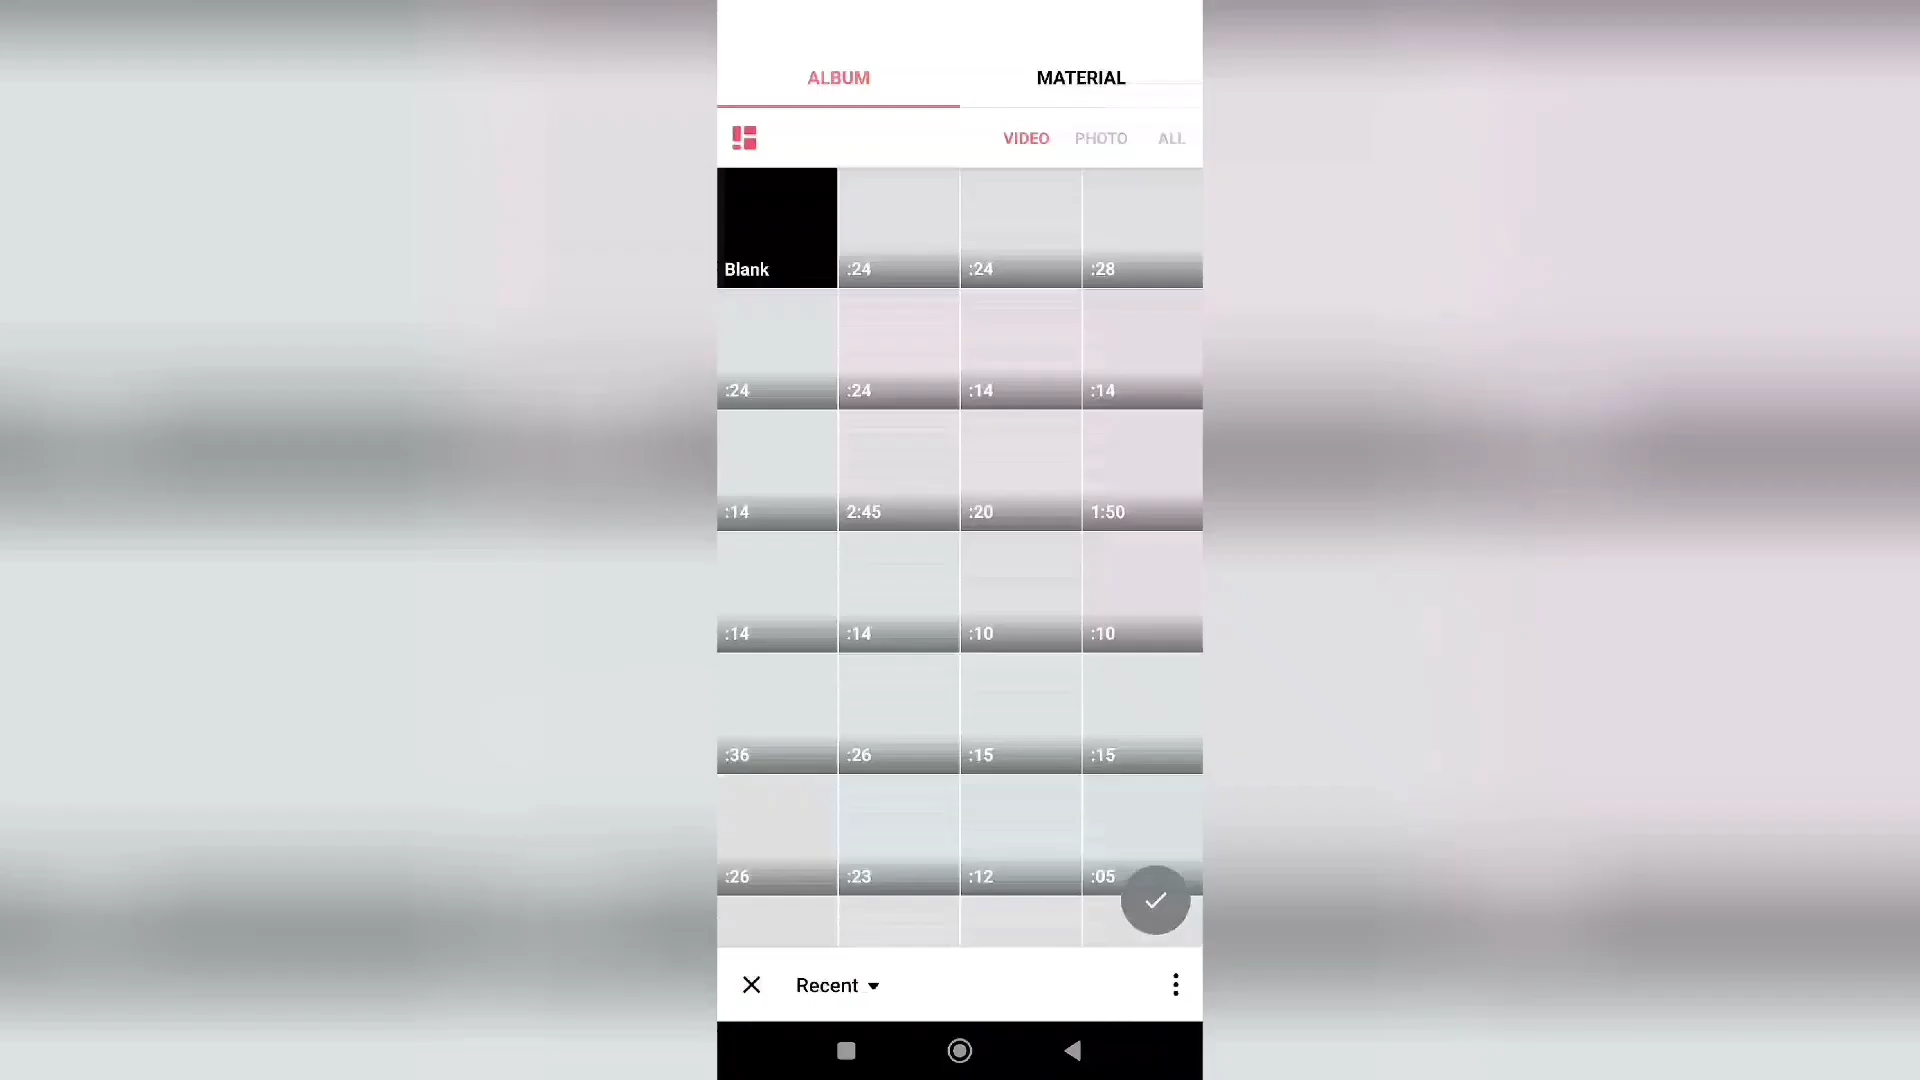 ALBUM MATERIAL
VIDEO PHOTO ALL
Blank :24 :24 :28
:24 :24 :14 :14
:14 2:45 :20 1:50
:14 :14 :10 :10
:36 :26 :15 :15
:26 :23 :12 :05
Recent